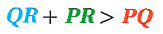 QR + PR > PQ